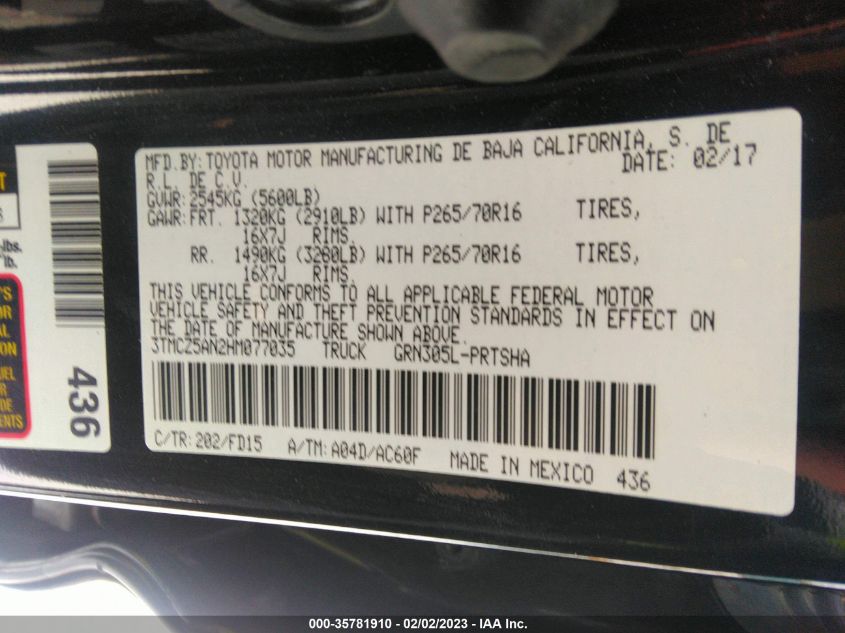 MFD.BY: TOYOTA MOTOR MANUFACTURING DE BAJA CALIFORNIA, S. DE
R.L. DE C.V. DATE: 02/17
GVWR: 2545KG (5600LB)
GAWR: FRT. 1320KG (2910LB) WITH P265/70R16 TIRES,
16X7J RIMS.
RR. 1490KG (3280LB) WITH P265/70R16 TIRES,
16X7J RIMS.
THIS VEHICLE CONFORMS TO ALL APPLICABLE FEDERAL MOTOR
VEHICLE SAFETY AND THEFT PREVENTION STANDARDS IN EFFECT ON
THE DATE OF MANUFACTURE SHOWN ABOVE.
3TMCZ5AN2HM077035 TRUCK GRN305L-PRTSHA
C/TR: 202/FD15 A/TM: A04D/AC60F MADE IN MEXICO 436
436
-lbs.
lb.
000-35781910 - 02/02/2023 - IAA Inc.